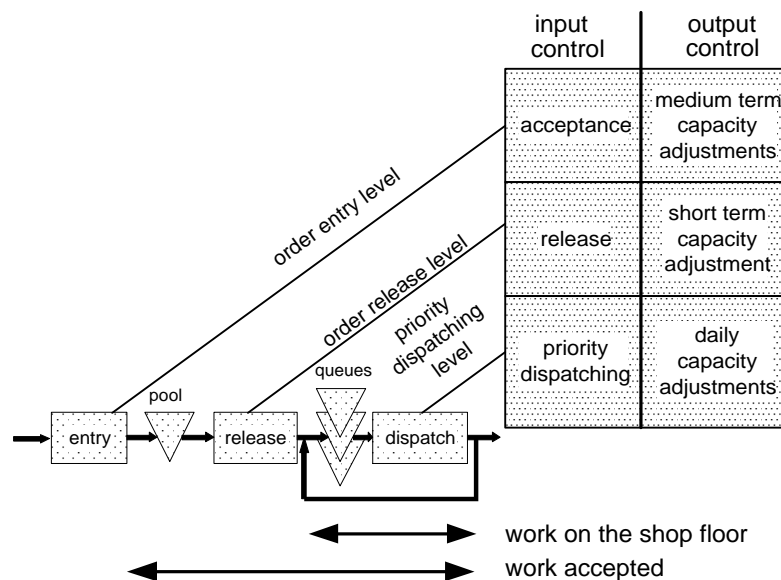 input
control
output
control
acceptance
medium term
capacity
adjustments
release
short term
capacity
adjustment
priority
dispatching
daily
capacity
adjustments
order entry level
order release level
priority
dispatching
level
pool
queues
entry
release
dispatch
work on the shop floor
work accepted